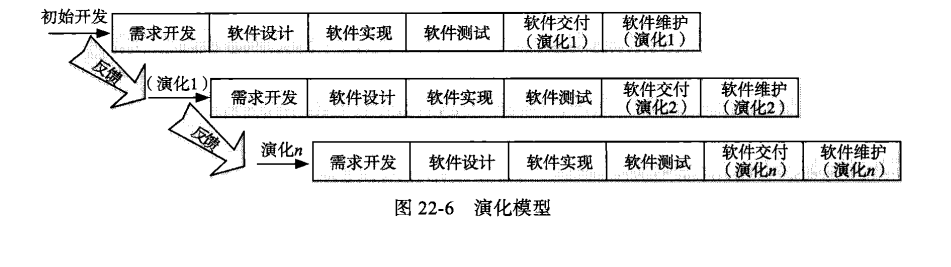 初始开发
需求开发 软件设计 软件实现 软件测试 软件交付（演化1） 软件维护（演化1）
反馈
（演化1）
需求开发 软件设计 软件实现 软件测试 软件交付（演化2） 软件维护（演化2）
反馈
演化n
需求开发 软件设计 软件实现 软件测试 软件交付（演化n） 软件维护（演化n）
图 22-6 演化模型